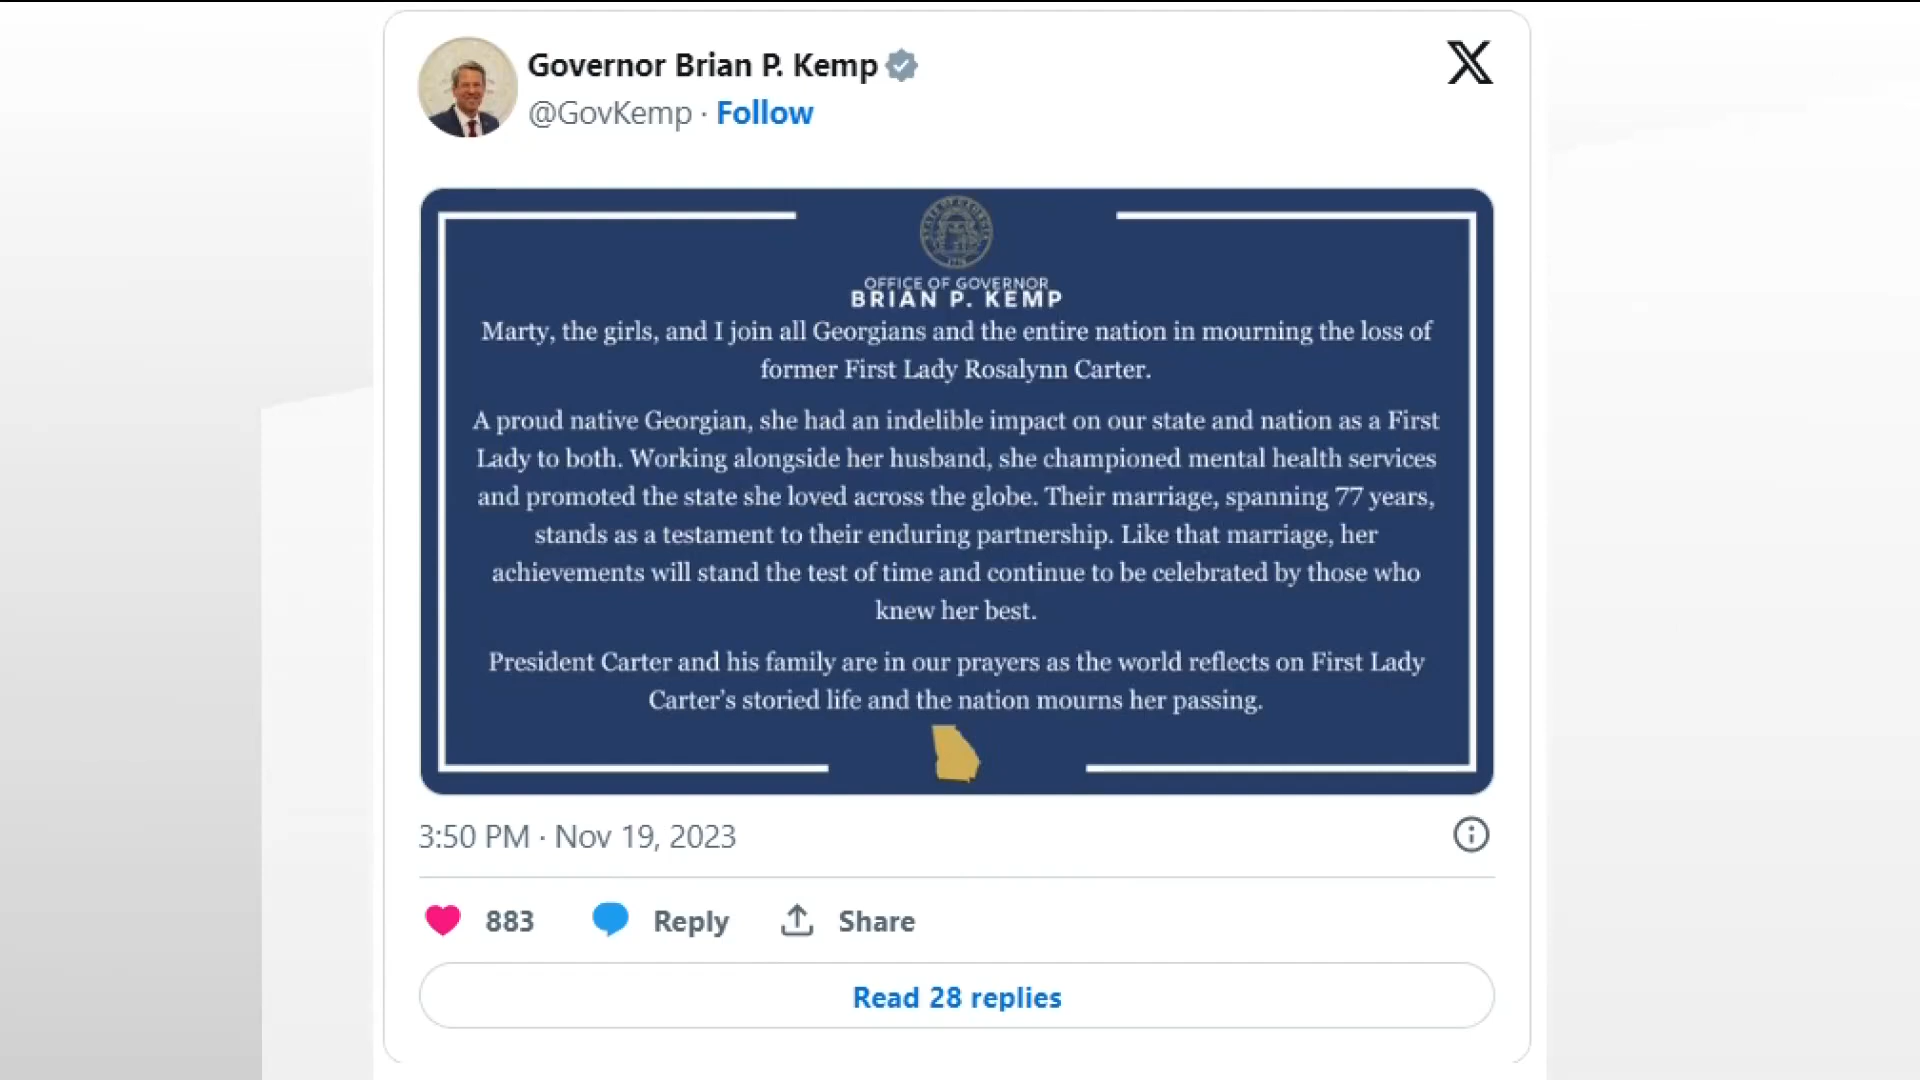 Governor Brian P. Kemp
@GovKemp · Follow
STATE OF GEORGIA
1776
OFFICE OF GOVERNOR
BRIAN P. KEMP
Marty, the girls, and I join all Georgians and the entire nation in mourning the loss of
former First Lady Rosalynn Carter.
A proud native Georgian, she had an indelible impact on our state and nation as a First
Lady to both. Working alongside her husband, she championed mental health services
and promoted the state she loved across the globe. Their marriage, spanning 77 years,
stands as a testament to their enduring partnership. Like that marriage, her
achievements will stand the test of time and continue to be celebrated by those who
knew her best.
President Carter and his family are in our prayers as the world reflects on First Lady
Carter's storied life and the nation mourns her passing.
3:50 PM · Nov 19, 2023
883 Reply Share
Read 28 replies